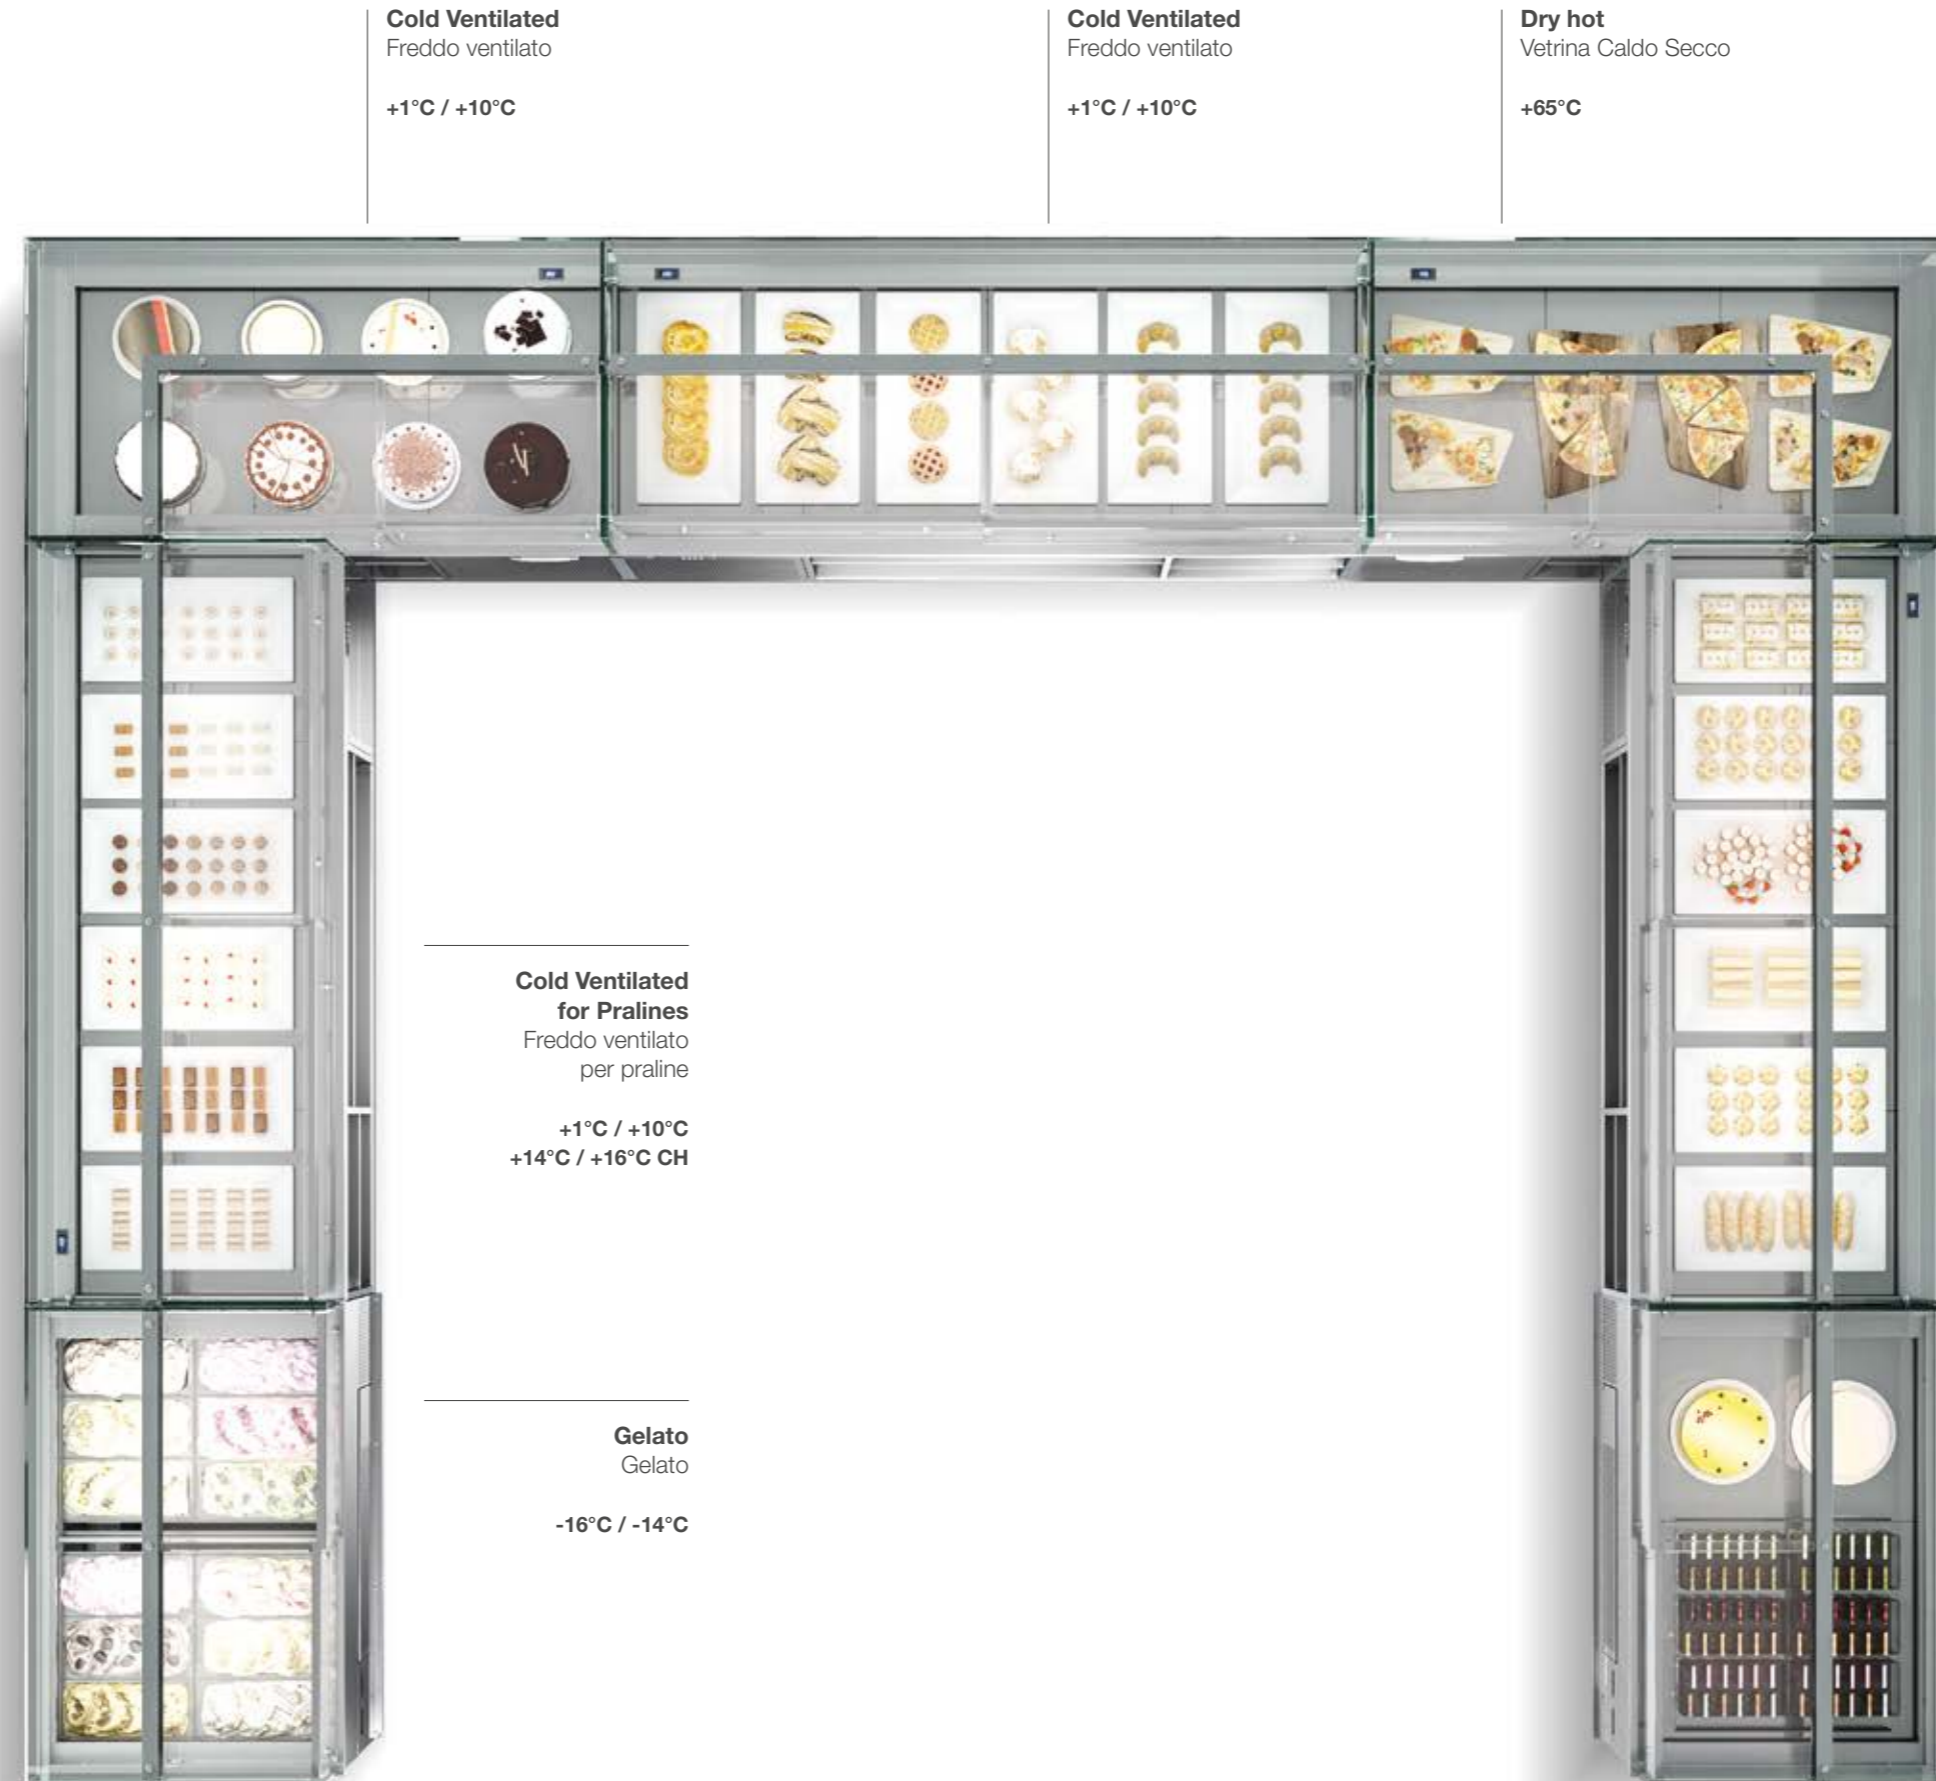 Cold Ventilated
Freddo ventilato
+1°C / +10°C
Cold Ventilated
Freddo ventilato
+1°C / +10°C
Dry hot
Vetrina Caldo Secco
+65°C
Cold Ventilated
for Pralines
Freddo ventilato
per praline
+1°C / +10°C
+14°C / +16°C CH
Gelato
Gelato
-16°C / -14°C